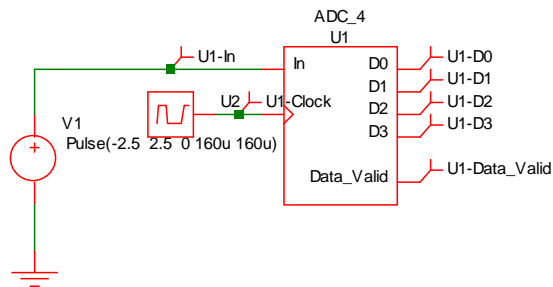 ADC_4
U1
U1-In
In
D0
U1-D0
D1
U1-D1
U2
U1-Clock
D2
U1-D2
V1
D3
U1-D3
Pulse(-2.5 2.5 0 160u 160u)
Data_Valid
U1-Data_Valid